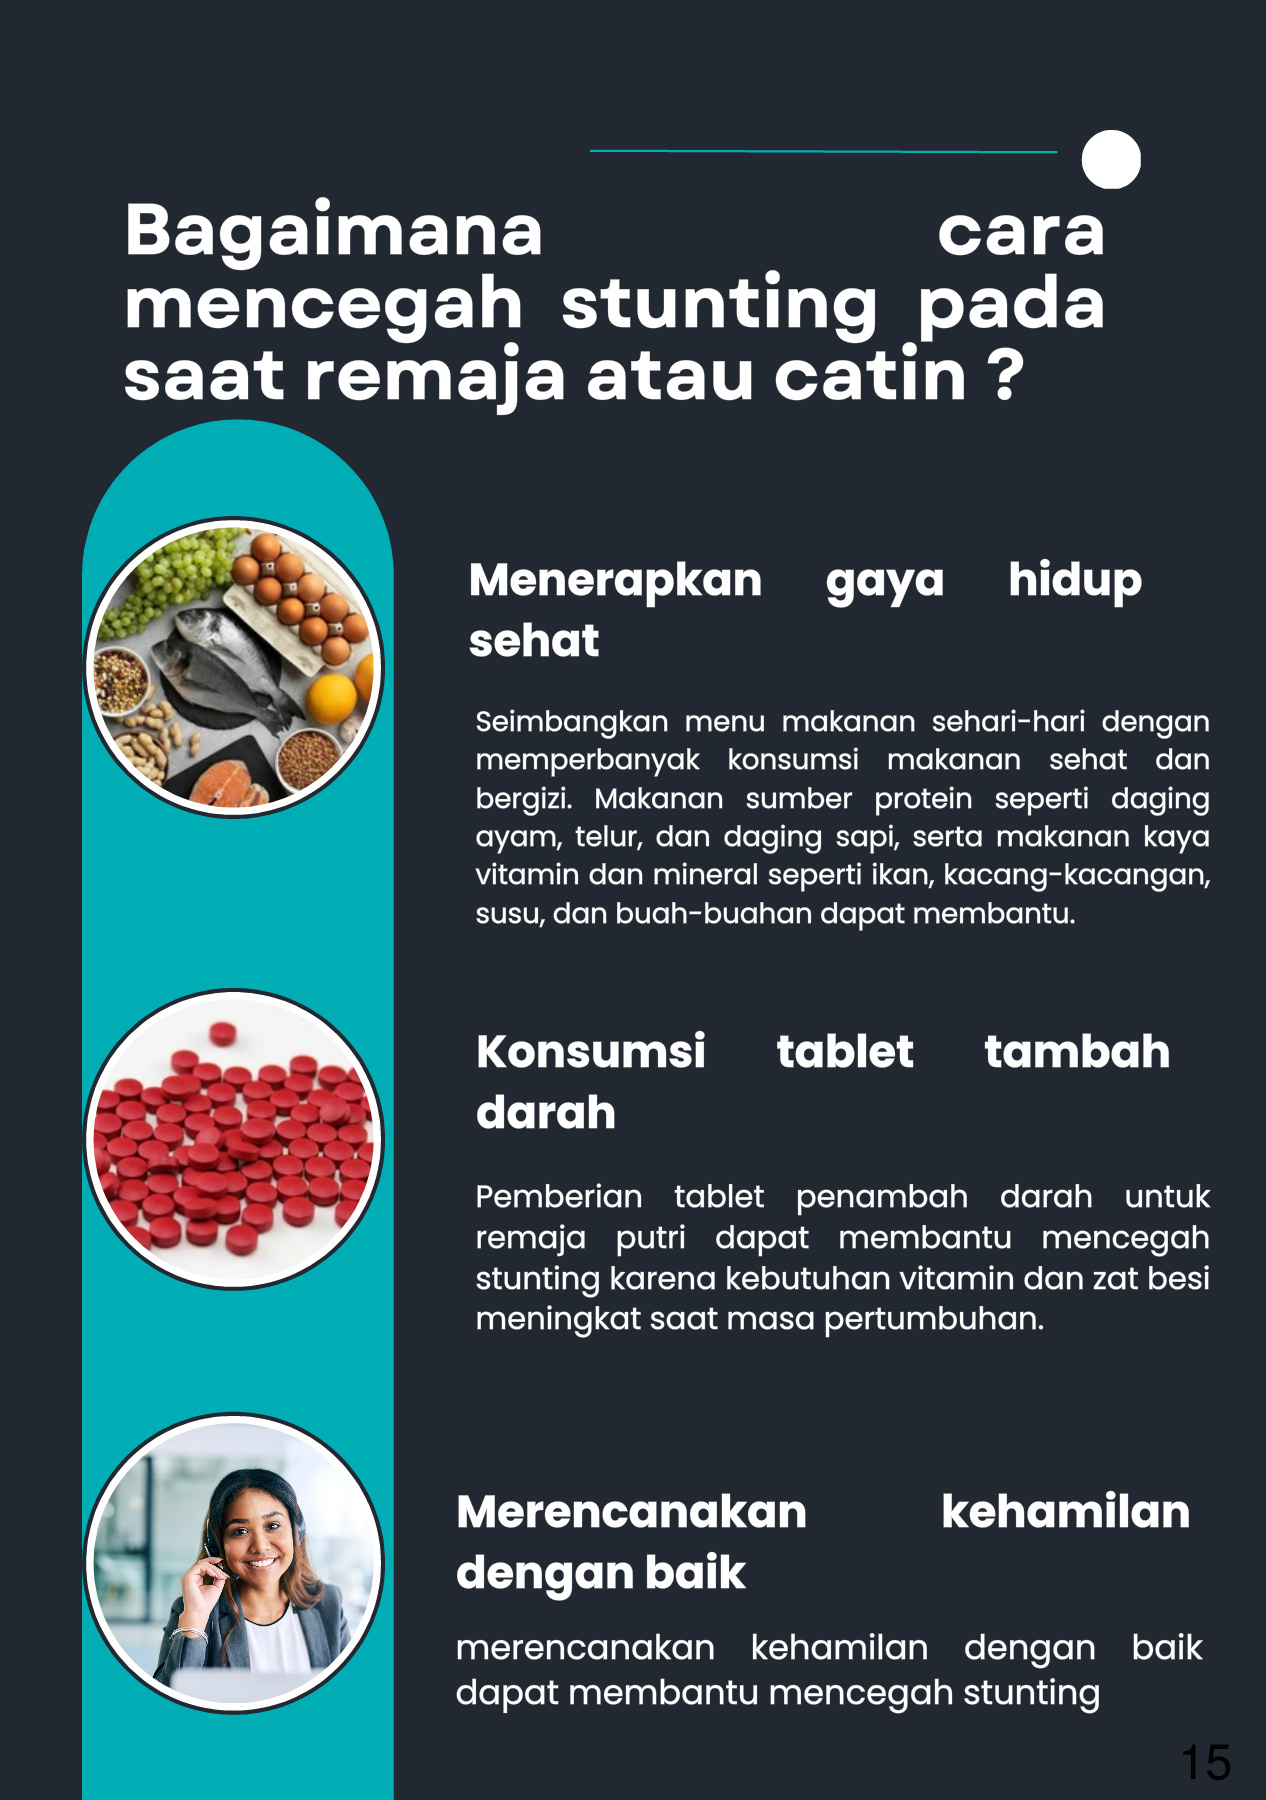 Bagaimana cara
mencegah stunting pada
saat remaja atau catin ?
Menerapkan gaya hidup
sehat
Seimbangkan menu makanan sehari-hari dengan
memperbanyak konsumsi makanan sehat dan
bergizi. Makanan sumber protein seperti daging
ayam, telur, dan daging sapi, serta makanan kaya
vitamin dan mineral seperti ikan, kacang-kacangan,
susu, dan buah-buahan dapat membantu.
Konsumsi tablet tambah
darah
Pemberian tablet penambah darah untuk
remaja putri dapat membantu mencegah
stunting karena kebutuhan vitamin dan zat besi
meningkat saat masa pertumbuhan.
Merencanakan kehamilan
dengan baik
merencanakan kehamilan dengan baik
dapat membantu mencegah stunting
15